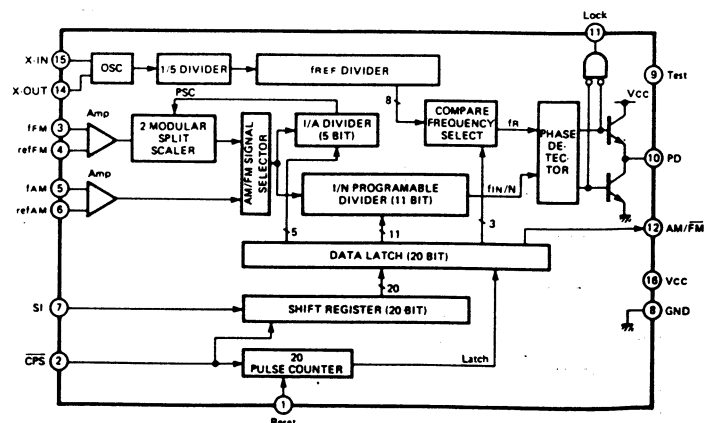 Lock
11
X-IN 15
OSC
1/5 DIVIDER
fREF DIVIDER
9 Test
X-OUT 14
PSC
8
VCC
Amp
fFM 3
2 MODULAR
SPLIT
SCALER
I/A DIVIDER
(5 BIT)
COMPARE
FREQUENCY
SELECT
fR
refFM 4
AM/FM SIGNAL
SELECTOR
PHASE
DE-
TECTOR
10 PD
Amp
fAM 5
I/N PROGRAMABLE
DIVIDER (11 BIT)
fIN/N
refAM 6
5
11
3
12 AM/FM
DATA LATCH (20 BIT)
16 VCC
20
SI 7
SHIFT REGISTER (20 BIT)
8 GND
CPS 2
20
PULSE COUNTER
Latch
1
Reset